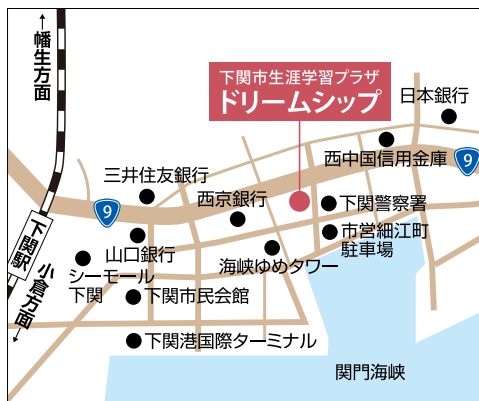 ←幡生方面
下関市生涯学習プラザ
ドリームシップ
日本銀行
西中国信用金庫
9
三井住友銀行
西京銀行
9
下関警察署
市営細江町
駐車場
山口銀行
海峡ゆめタワー
下関駅
シーモール
下関
小倉方面→
下関市民会館
下関港国際ターミナル
関門海峡